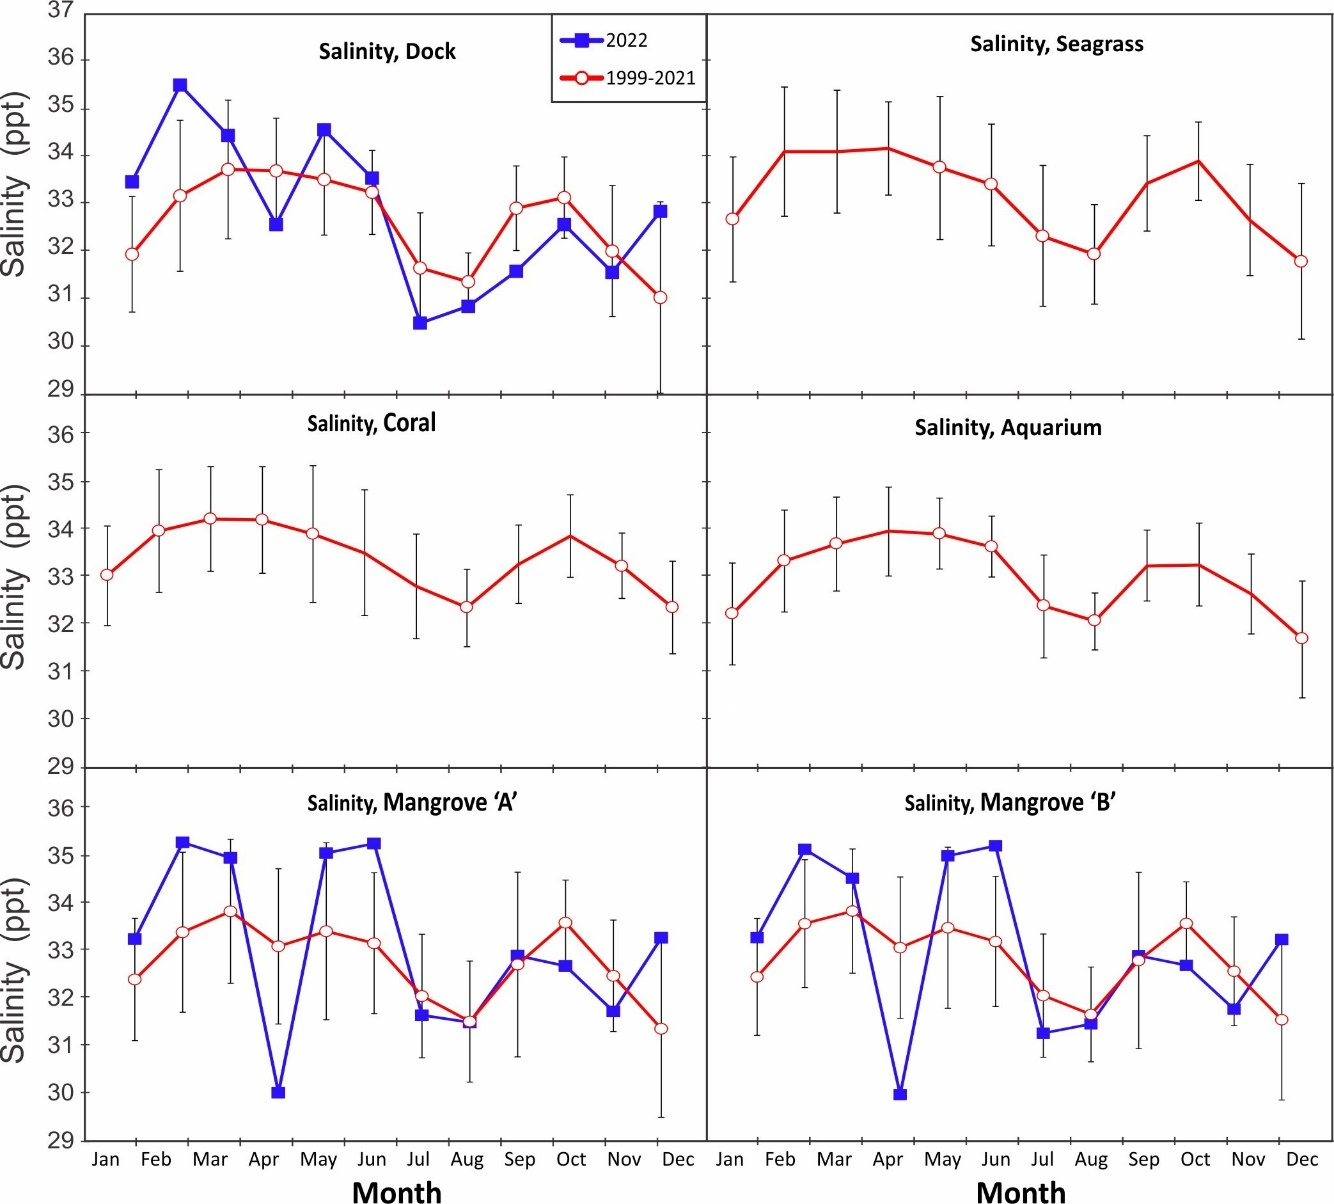 37
36
35
34
33
32
31
30
29
Salinity (ppt)
Salinity, Dock
2022
1999-2021
Salinity, Seagrass
36
35
34
33
32
31
30
29
Salinity (ppt)
Salinity, Coral
Salinity, Aquarium
36
35
34
33
32
31
30
29
Salinity (ppt)
Salinity, Mangrove ‘A’
Salinity, Mangrove ‘B’
Jan Feb Mar Apr May Jun Jul Aug Sep Oct Nov Dec
Jan Feb Mar Apr May Jun Jul Aug Sep Oct Nov Dec
Month
Month